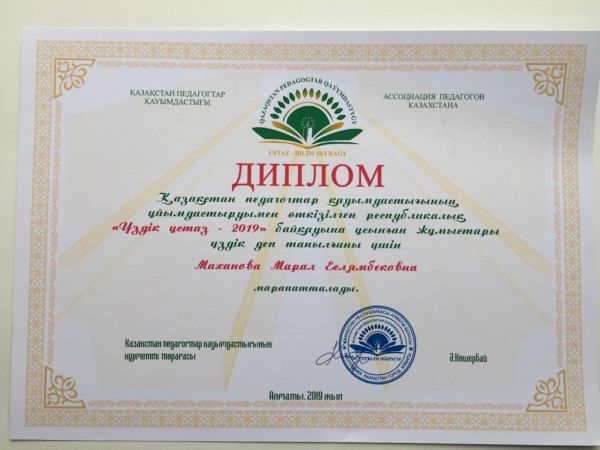 ҚАЗАҚСТАН ПЕДАГОГТАР
ҚАУЫМДАСТЫҒЫ
QAZAQSTAN PEDAGOGTAR QAÝYMDASTYǴY
АССОЦИАЦИЯ ПЕДАГОГОВ
КАЗАХСТАНА
USTAZ - BILIM ShYRAǴY
ДИПЛОМ
Қазақстан педагогтар қауымдастығының
ұйымдастыруымен өткізілген республикалық
«Үздік ұстаз - 2019» байқауына ұсынған жұмыстары
үздік деп танылғаны үшін
Маханова Марал Еслямбековна
марапатталады.
Қазақстан педагогтар қауымдастығының
құрметті төрағасы
Ә.Көшербай
Алматы, 2019 жыл